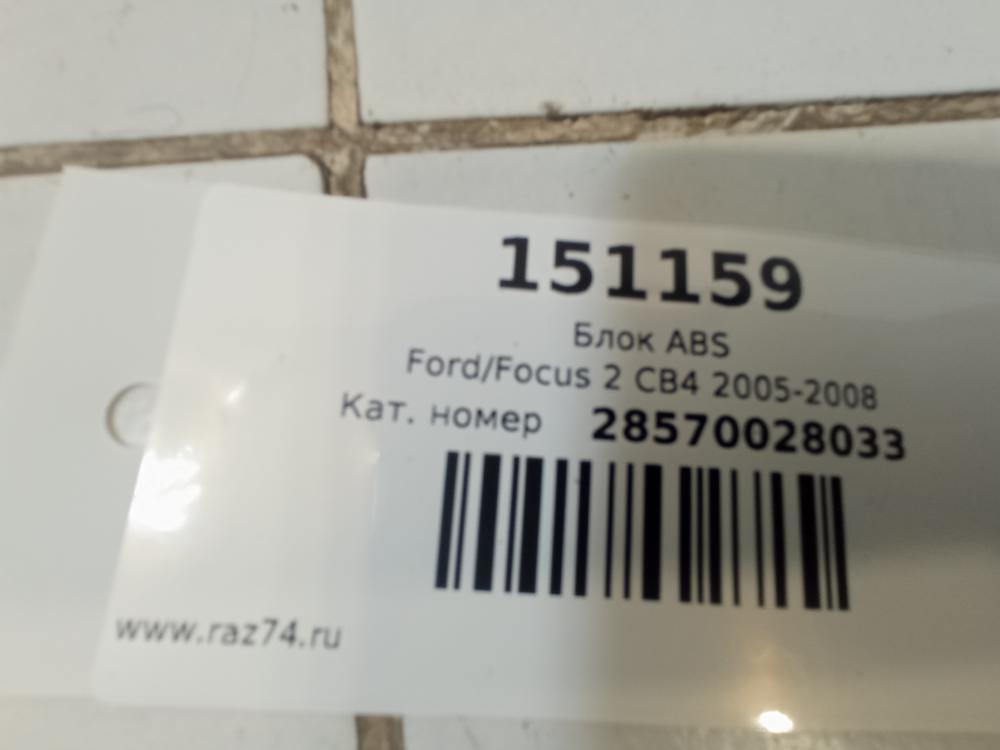 151159
Блок ABS
Ford/Focus 2 CB4 2005-2008
Кат. номер 28570028033
www.raz74.ru